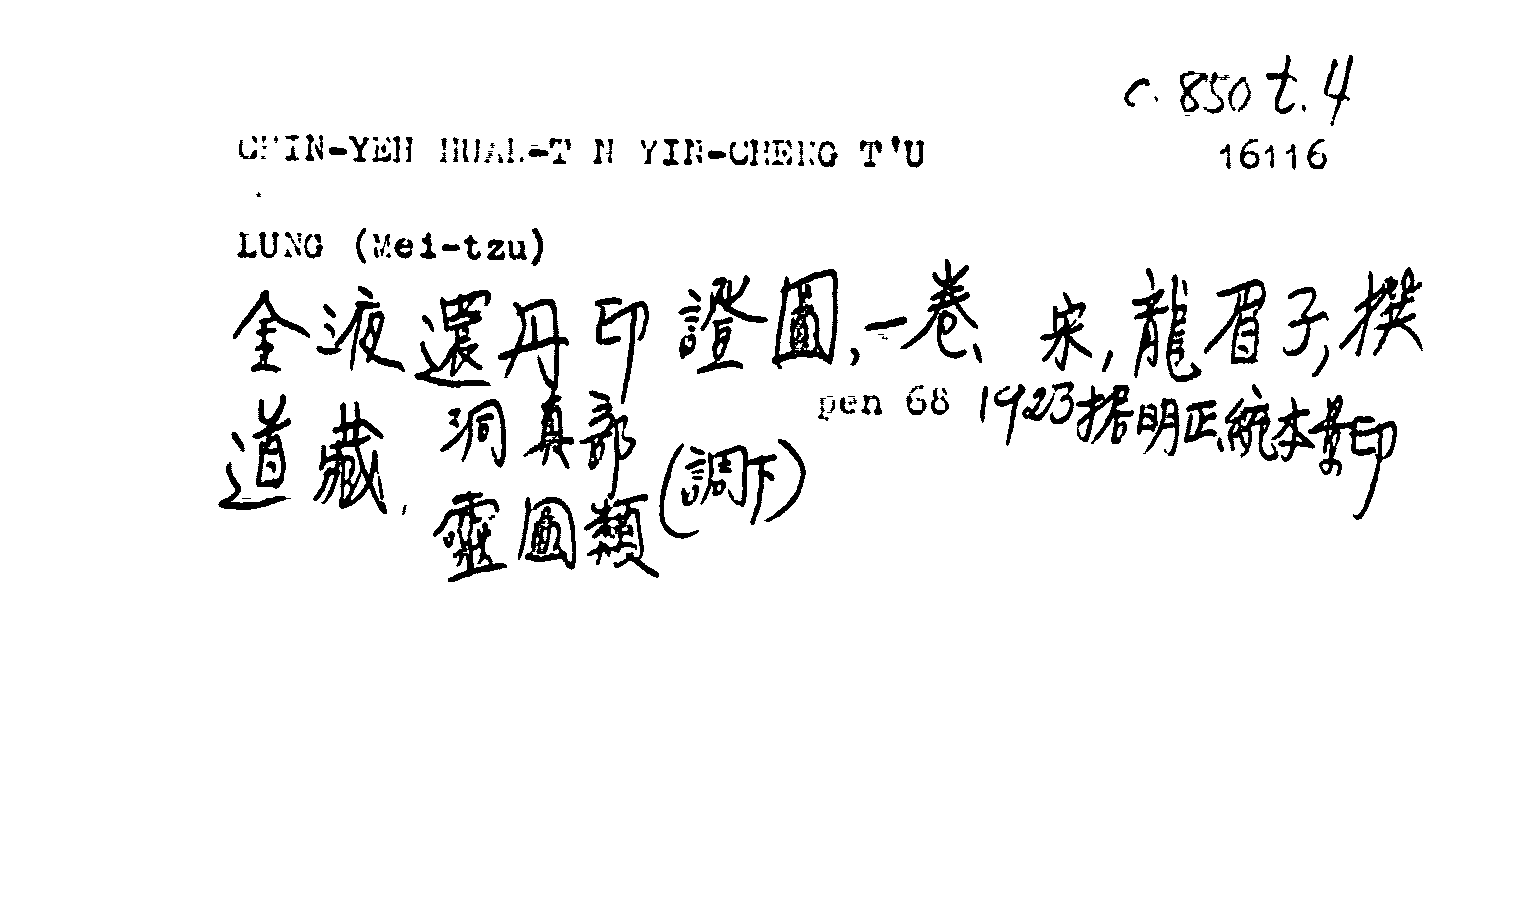 c. 850 t. 4
CHIN-YEH HUAN-T N YIN-CHENG T'U 16116
LUNG (Mei-tzu)
金液還丹印證圖, 一卷、 宋, 龍眉子, 撰
道藏, 洞真部 pen 68 1923据明正統本景印
靈圖類 (調下)